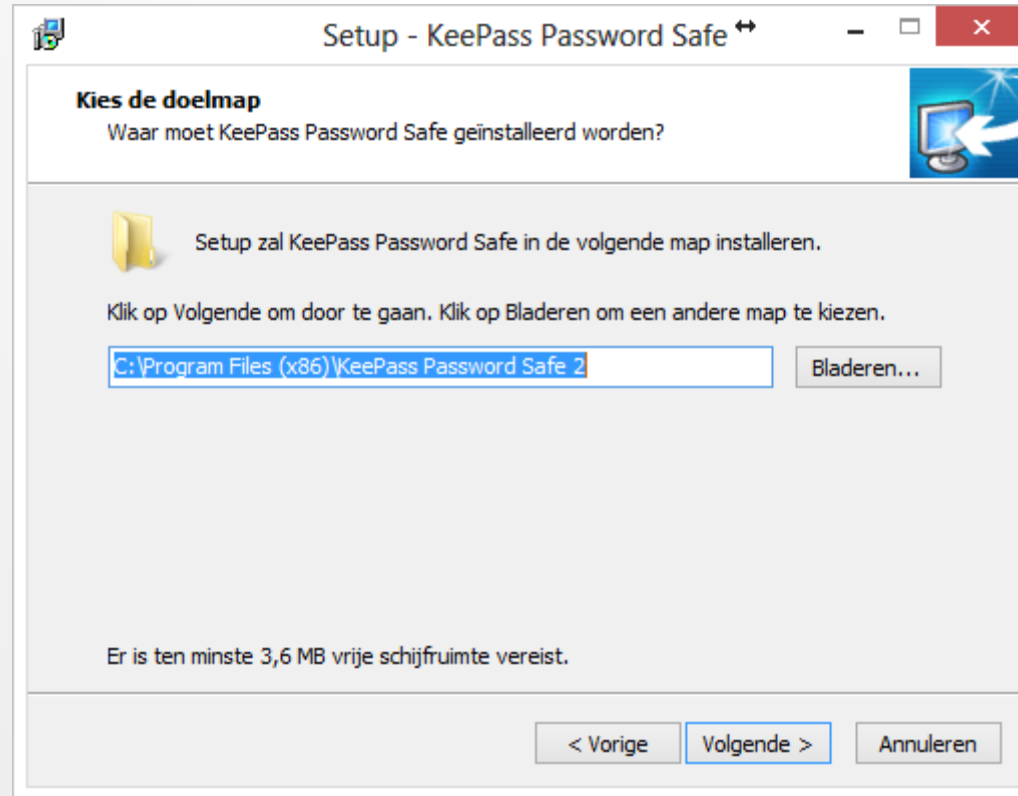 Setup - KeePass Password Safe
Kies de doelmap
Waar moet KeePass Password Safe geïnstalleerd worden?
Setup zal KeePass Password Safe in de volgende map installeren.
Klik op Volgende om door te gaan. Klik op Bladeren om een andere map te kiezen.
C:\Program Files (x86)\KeePass Password Safe 2
Bladeren...
Er is ten minste 3,6 MB vrije schijfruimte vereist.
< Vorige
Volgende >
Annuleren